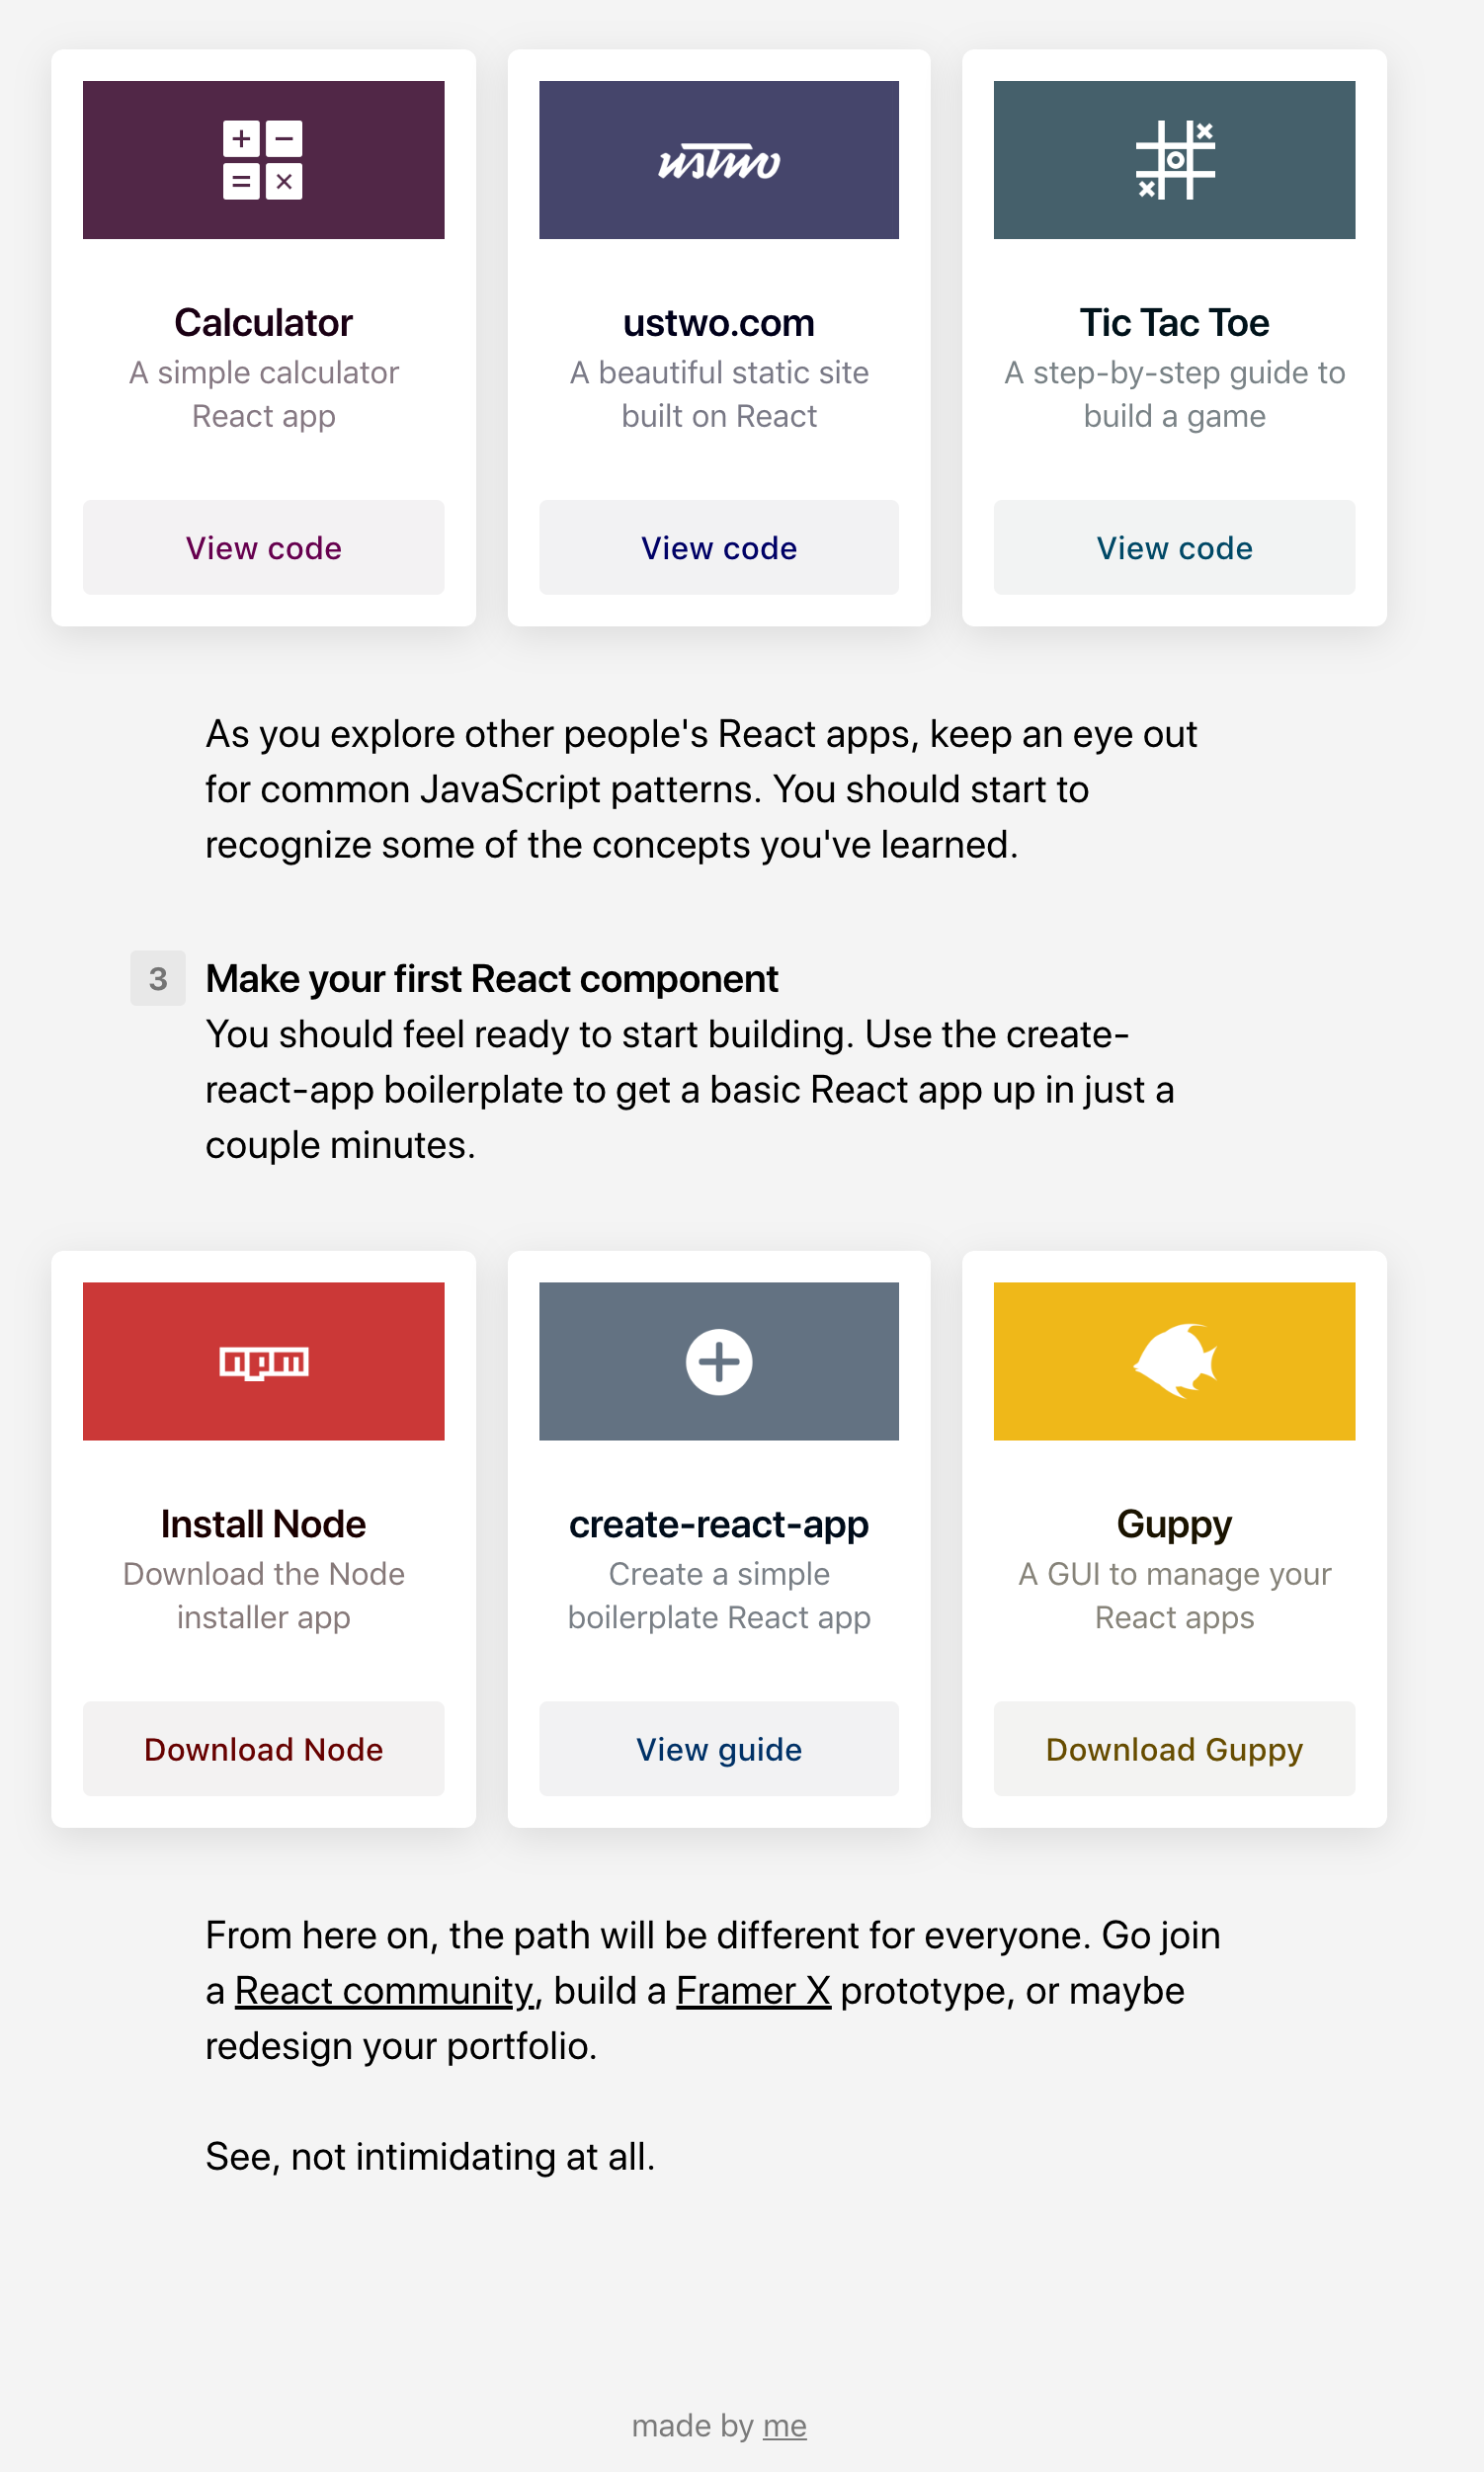 + −
= ×
ustwo
Calculator
A simple calculator
React app
View code
ustwo.com
A beautiful static site
built on React
View code
Tic Tac Toe
A step-by-step guide to
build a game
View code
As you explore other people's React apps, keep an eye out
for common JavaScript patterns. You should start to
recognize some of the concepts you've learned.
3 Make your first React component
You should feel ready to start building. Use the create-
react-app boilerplate to get a basic React app up in just a
couple minutes.
npm
Install Node
Download the Node
installer app
Download Node
create-react-app
Create a simple
boilerplate React app
View guide
Guppy
A GUI to manage your
React apps
Download Guppy
From here on, the path will be different for everyone. Go join
a React community, build a Framer X prototype, or maybe
redesign your portfolio.
See, not intimidating at all.
made by me